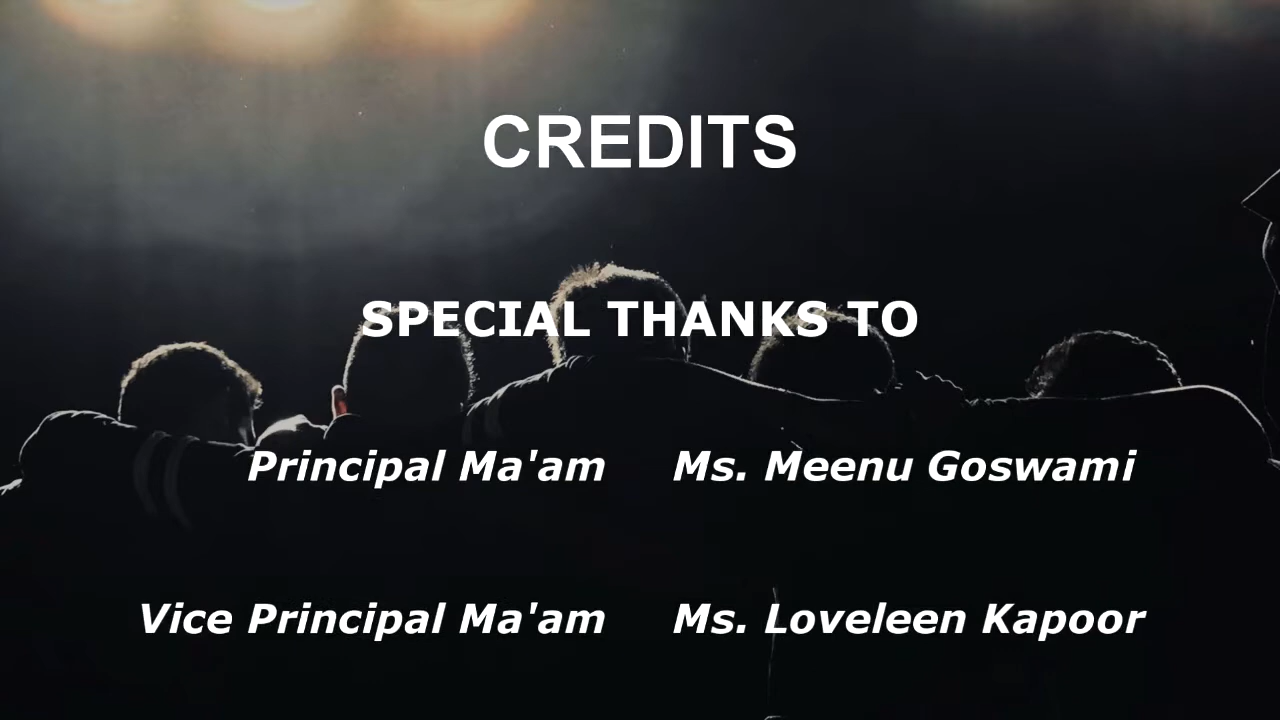 CREDITS
SPECIAL THANKS TO
Principal Ma'am Ms. Meenu Goswami
Vice Principal Ma'am Ms. Loveleen Kapoor